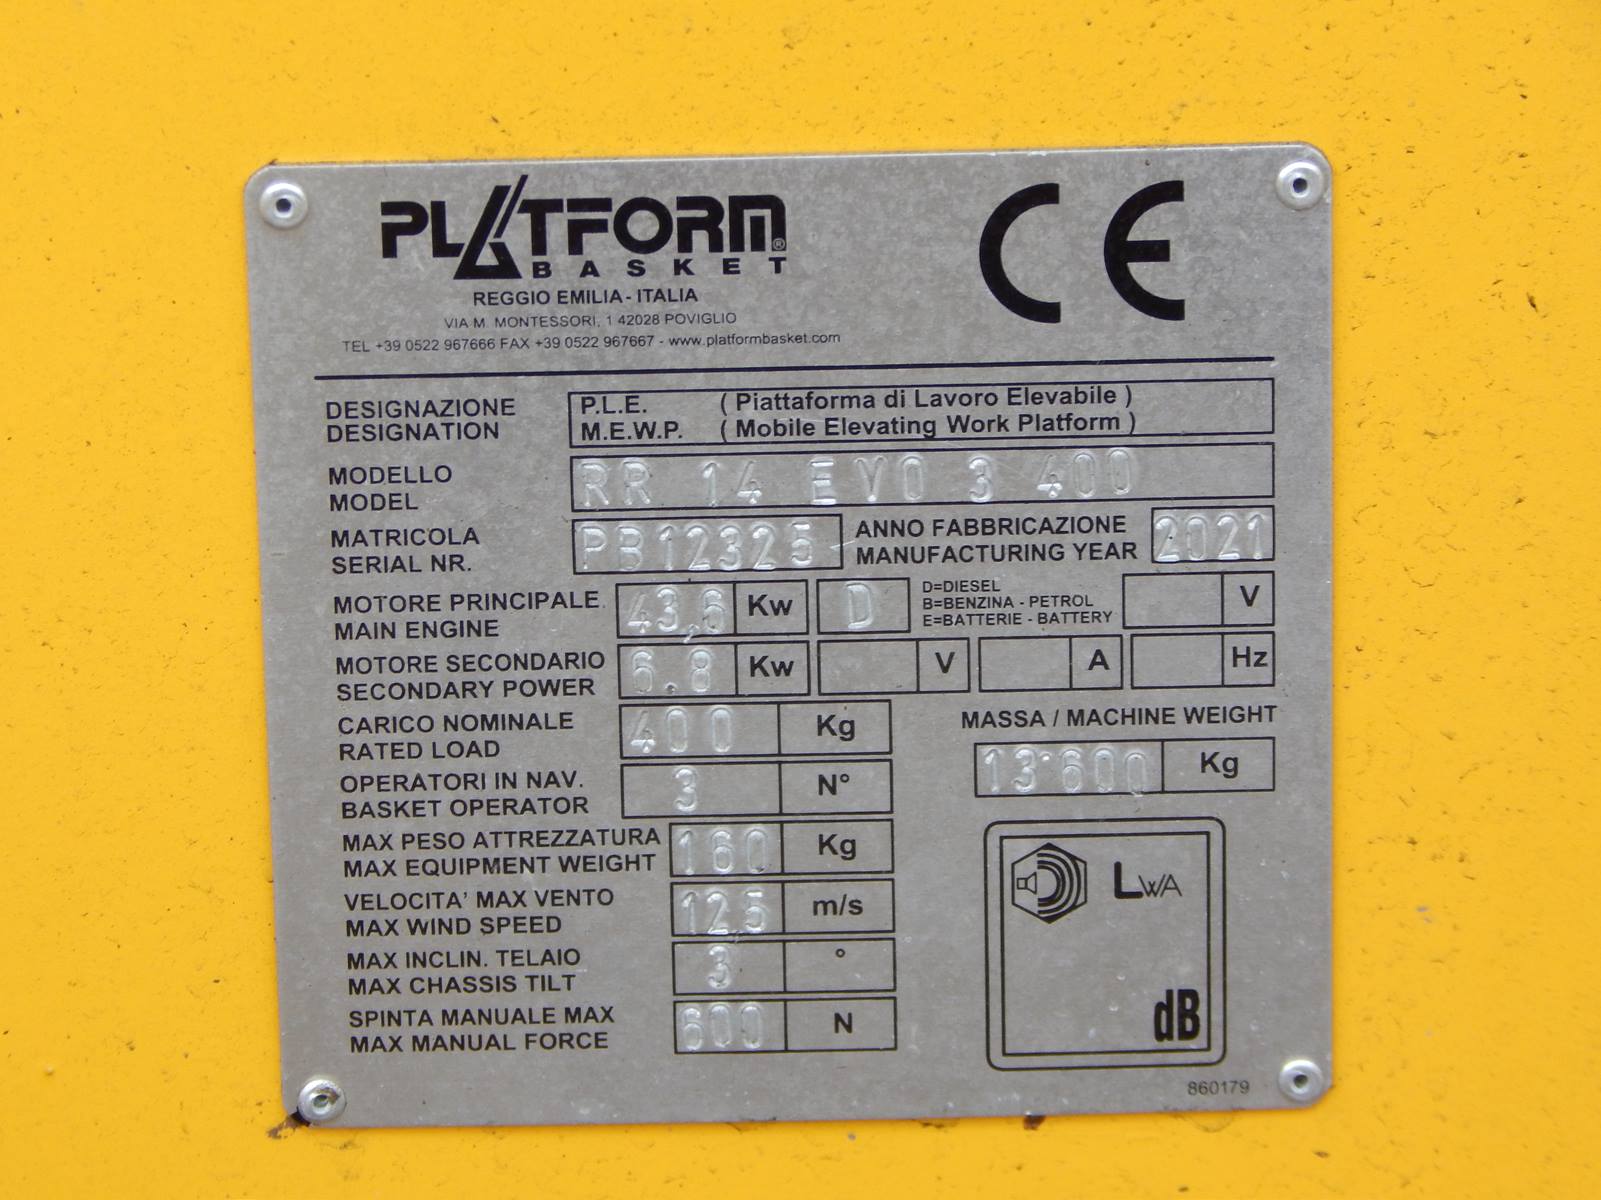 PLATFORM®
BASKET
REGGIO EMILIA - ITALIA
VIA M. MONTESSORI, 1 42028 POVIGLIO
TEL +39 0522 967666 FAX +39 0522 967667 - www.platformbasket.com
CE
DESIGNAZIONE P.L.E. ( Piattaforma di Lavoro Elevabile )
DESIGNATION M.E.W.P. ( Mobile Elevating Work Platform )
MODELLO
MODEL RR 14 EVO 3 400
MATRICOLA
SERIAL NR. PB12325
ANNO FABBRICAZIONE
MANUFACTURING YEAR 2021
MOTORE PRINCIPALE
MAIN ENGINE 43,6 Kw D
D=DIESEL
B=BENZINA - PETROL
E=BATTERIE - BATTERY
V
MOTORE SECONDARIO
SECONDARY POWER 6.8 Kw V A Hz
CARICO NOMINALE
RATED LOAD 400 Kg
MASSA / MACHINE WEIGHT
13·600 Kg
OPERATORI IN NAV.
BASKET OPERATOR 3 N°
MAX PESO ATTREZZATURA
MAX EQUIPMENT WEIGHT 160 Kg
VELOCITA' MAX VENTO
MAX WIND SPEED 12,5 m/s
MAX INCLIN. TELAIO
MAX CHASSIS TILT 3 °
SPINTA MANUALE MAX
MAX MANUAL FORCE 600 N
LWA
dB
860179